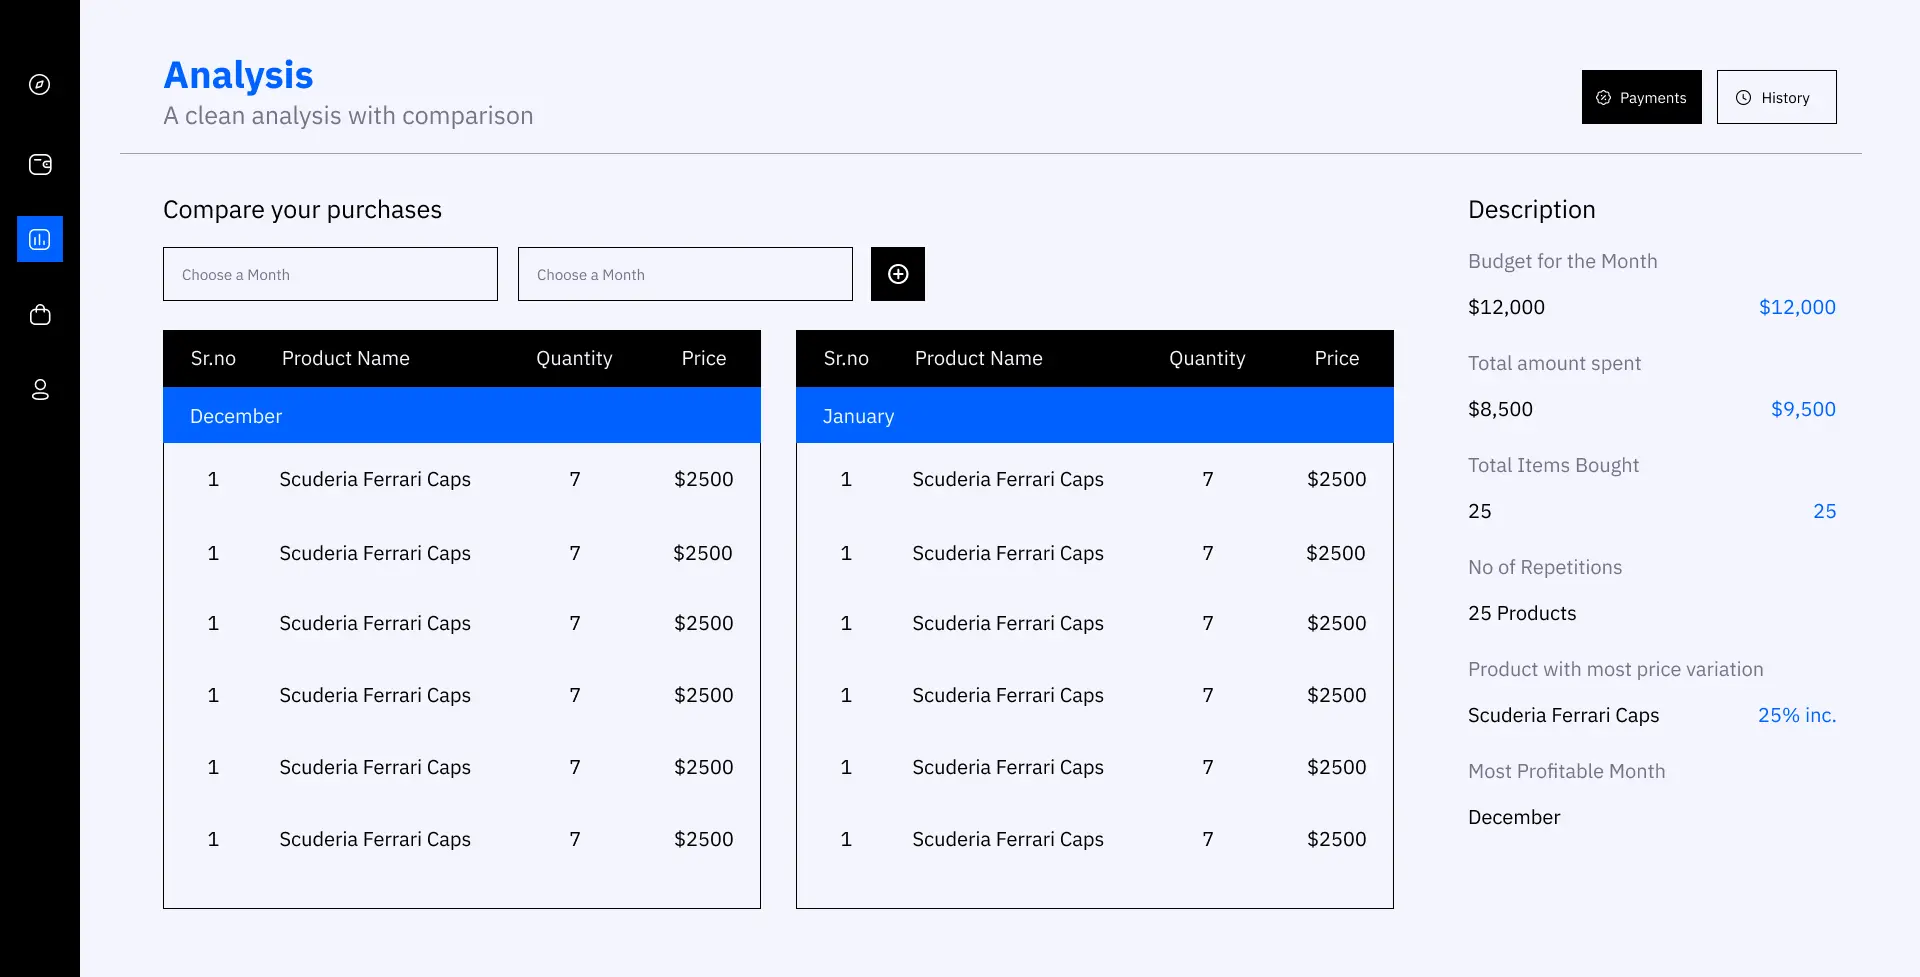 Analysis
A clean analysis with comparison
Payments
History
Compare your purchases
Choose a Month
Choose a Month
Sr.no Product Name Quantity Price
December
1 Scuderia Ferrari Caps 7 $2500
1 Scuderia Ferrari Caps 7 $2500
1 Scuderia Ferrari Caps 7 $2500
1 Scuderia Ferrari Caps 7 $2500
1 Scuderia Ferrari Caps 7 $2500
1 Scuderia Ferrari Caps 7 $2500
Sr.no Product Name Quantity Price
January
1 Scuderia Ferrari Caps 7 $2500
1 Scuderia Ferrari Caps 7 $2500
1 Scuderia Ferrari Caps 7 $2500
1 Scuderia Ferrari Caps 7 $2500
1 Scuderia Ferrari Caps 7 $2500
1 Scuderia Ferrari Caps 7 $2500
Description
Budget for the Month
$12,000 $12,000
Total amount spent
$8,500 $9,500
Total Items Bought
25 25
No of Repetitions
25 Products
Product with most price variation
Scuderia Ferrari Caps 25% inc.
Most Profitable Month
December